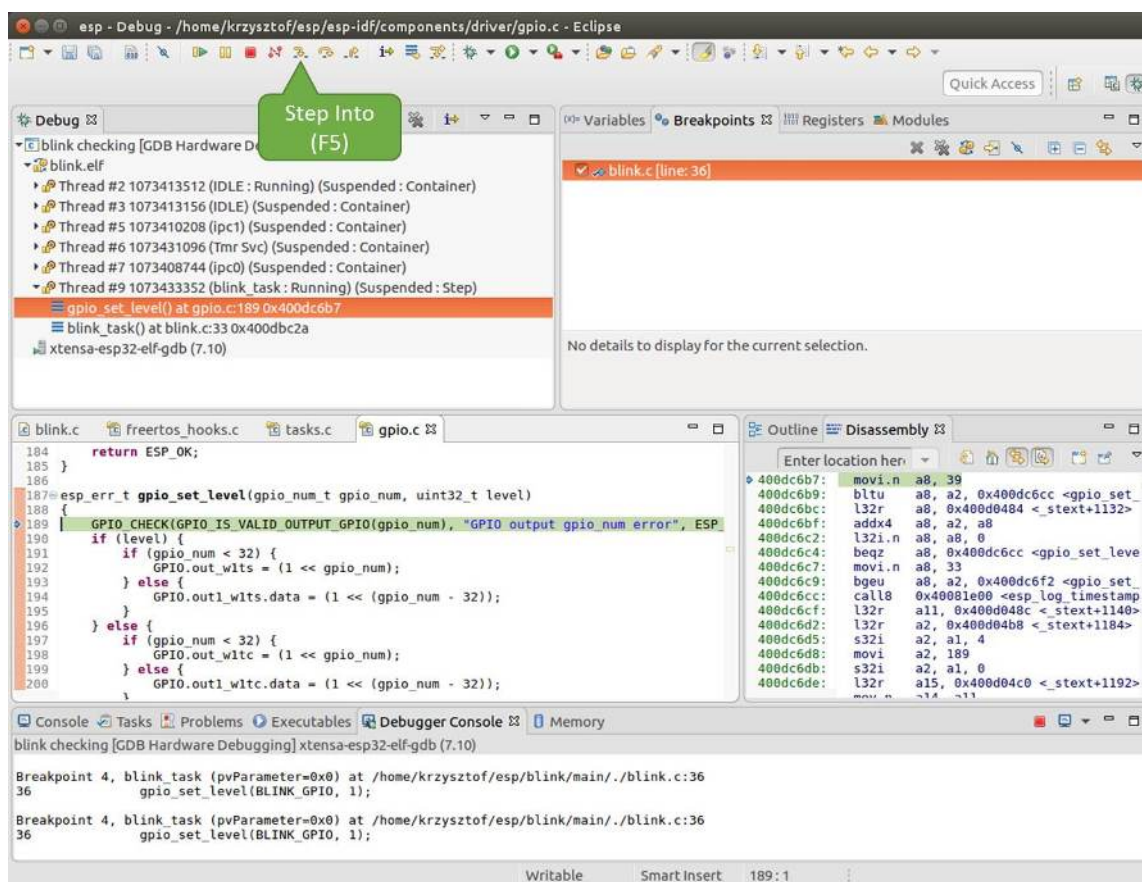 esp - Debug - /home/krzysztof/esp/esp-idf/components/driver/gpio.c - Eclipse
Quick Access
Step Into
(F5)
Debug
blink checking [GDB Hardware De
blink.elf
Thread #2 1073413512 (IDLE : Running) (Suspended : Container)
Thread #3 1073413156 (IDLE) (Suspended : Container)
Thread #5 1073410208 (ipc1) (Suspended : Container)
Thread #6 1073431096 (Tmr Svc) (Suspended : Container)
Thread #7 1073408744 (ipc0) (Suspended : Container)
Thread #9 1073433352 (blink_task : Running) (Suspended : Step)
gpio_set_level() at gpio.c:189 0x400dc6b7
blink_task() at blink.c:33 0x400dbc2a
xtensa-esp32-elf-gdb (7.10)
(x)= Variables Breakpoints Registers Modules
blink.c [line: 36]
No details to display for the current selection.
blink.c freertos_hooks.c tasks.c gpio.c
184 return ESP_OK;
185 }
186
187 esp_err_t gpio_set_level(gpio_num_t gpio_num, uint32_t level)
188 {
189 GPIO_CHECK(GPIO_IS_VALID_OUTPUT_GPIO(gpio_num), "GPIO output gpio_num error", ESP_
190 if (level) {
191 if (gpio_num < 32) {
192 GPIO.out_w1ts = (1 << gpio_num);
193 } else {
194 GPIO.out1_w1ts.data = (1 << (gpio_num - 32));
195 }
196 } else {
197 if (gpio_num < 32) {
198 GPIO.out_w1tc = (1 << gpio_num);
199 } else {
200 GPIO.out1_w1tc.data = (1 << (gpio_num - 32));
}
Outline Disassembly
Enter location her
400dc6b7: movi.n a8, 39
400dc6b9: bltu a8, a2, 0x400dc6cc <gpio_set_
400dc6bc: l32r a8, 0x400d0484 <_stext+1132>
400dc6bf: addx4 a8, a2, a8
400dc6c2: l32i.n a8, a8, 0
400dc6c4: beqz a8, 0x400dc6cc <gpio_set_leve
400dc6c7: movi.n a8, 33
400dc6c9: bgeu a8, a2, 0x400dc6f2 <gpio_set_
400dc6cc: call8 0x40081e00 <esp_log_timestamp
400dc6cf: l32r a11, 0x400d048c <_stext+1140>
400dc6d2: l32r a2, 0x400d04b8 <_stext+1184>
400dc6d5: s32i a2, a1, 4
400dc6d8: movi a2, 189
400dc6db: s32i a2, a1, 0
400dc6de: l32r a15, 0x400d04c0 <_stext+1192>
Console Tasks Problems Executables Debugger Console Memory
blink checking [GDB Hardware Debugging] xtensa-esp32-elf-gdb (7.10)
Breakpoint 4, blink_task (pvParameter=0x0) at /home/krzysztof/esp/blink/main/./blink.c:36
36 gpio_set_level(BLINK_GPIO, 1);
Breakpoint 4, blink_task (pvParameter=0x0) at /home/krzysztof/esp/blink/main/./blink.c:36
36 gpio_set_level(BLINK_GPIO, 1);
Writable Smart Insert 189 : 1